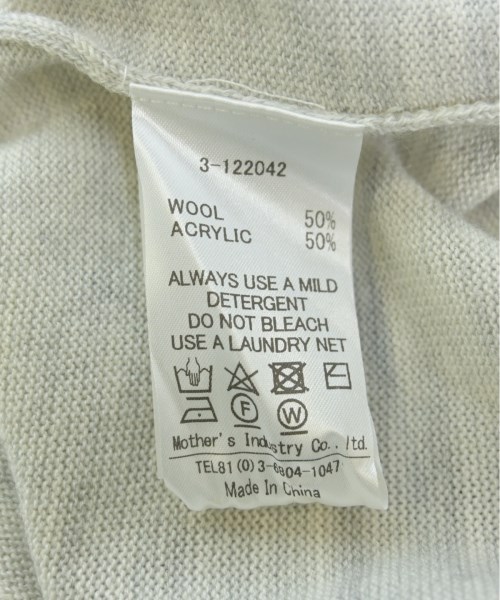 3-122042
WOOL 50%
ACRYLIC 50%
ALWAYS USE A MILD
DETERGENT
DO NOT BLEACH
USE A LAUNDRY NET
F W
Mother's Industry Co., ltd.
TEL81(0)3-6804-1047
Made In China